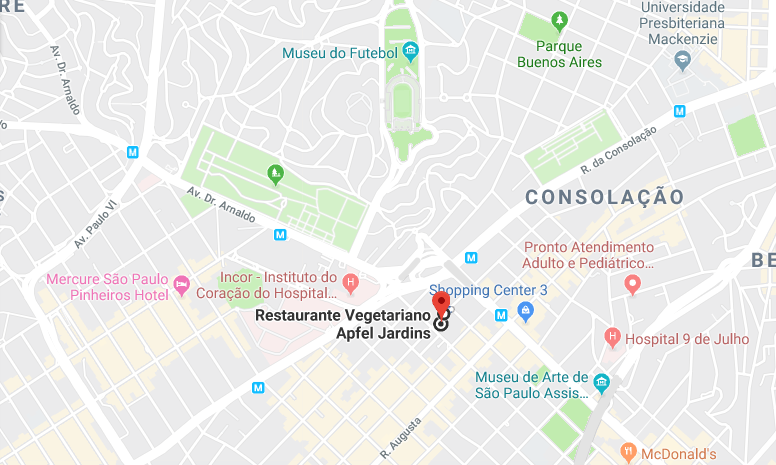 RE
Universidade
Presbiteriana
Mackenzie
Parque
Buenos Aires
Museu do Futebol
Av. Dr. Arnaldo
R. da Consolação
CONSOLAÇÃO
Av. Dr. Arnaldo
Av. Paulo VI
Pronto Atendimento
Adulto e Pediátrico...
BE
Mercure São Paulo
Pinheiros Hotel
Incor - Instituto do
Coração do Hospital...
Shopping Center 3
Restaurante Vegetariano
Apfel Jardins
Hospital 9 de Julho
Museu de Arte de
São Paulo Assis...
R. Augusta
McDonald's
M
M
M
M
M
M
H
H